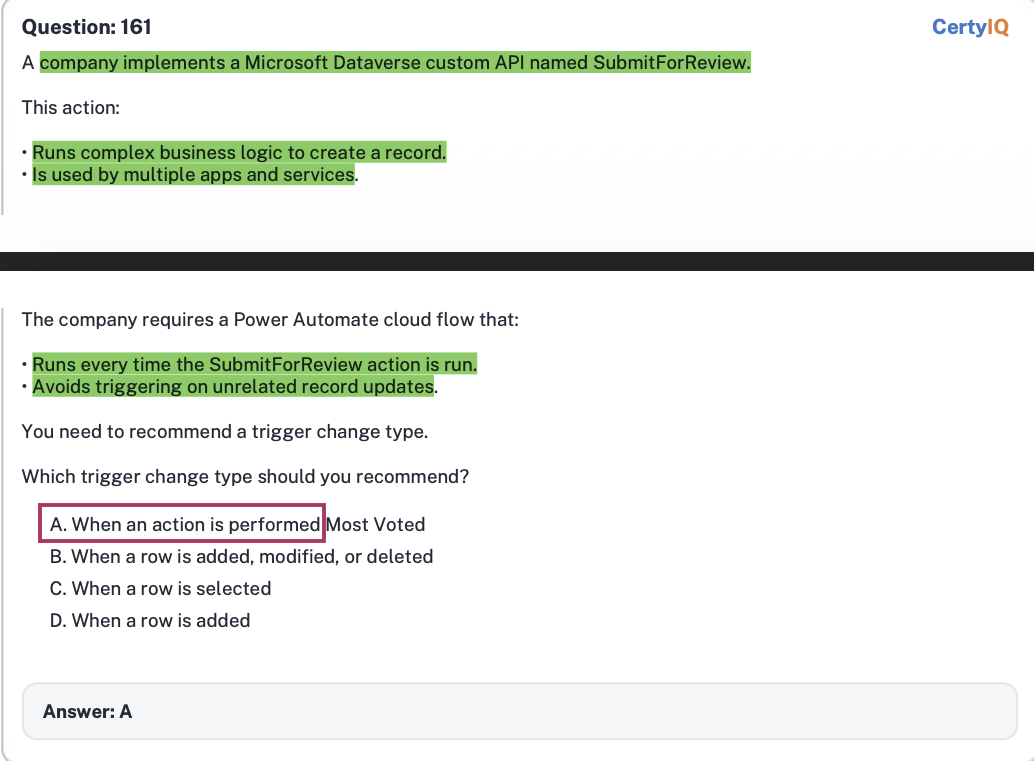 Question: 161
CertyIQ
A company implements a Microsoft Dataverse custom API named SubmitForReview.
This action:
• Runs complex business logic to create a record.
• Is used by multiple apps and services.
The company requires a Power Automate cloud flow that:
• Runs every time the SubmitForReview action is run.
• Avoids triggering on unrelated record updates.
You need to recommend a trigger change type.
Which trigger change type should you recommend?
A. When an action is performed Most Voted
B. When a row is added, modified, or deleted
C. When a row is selected
D. When a row is added
Answer: A